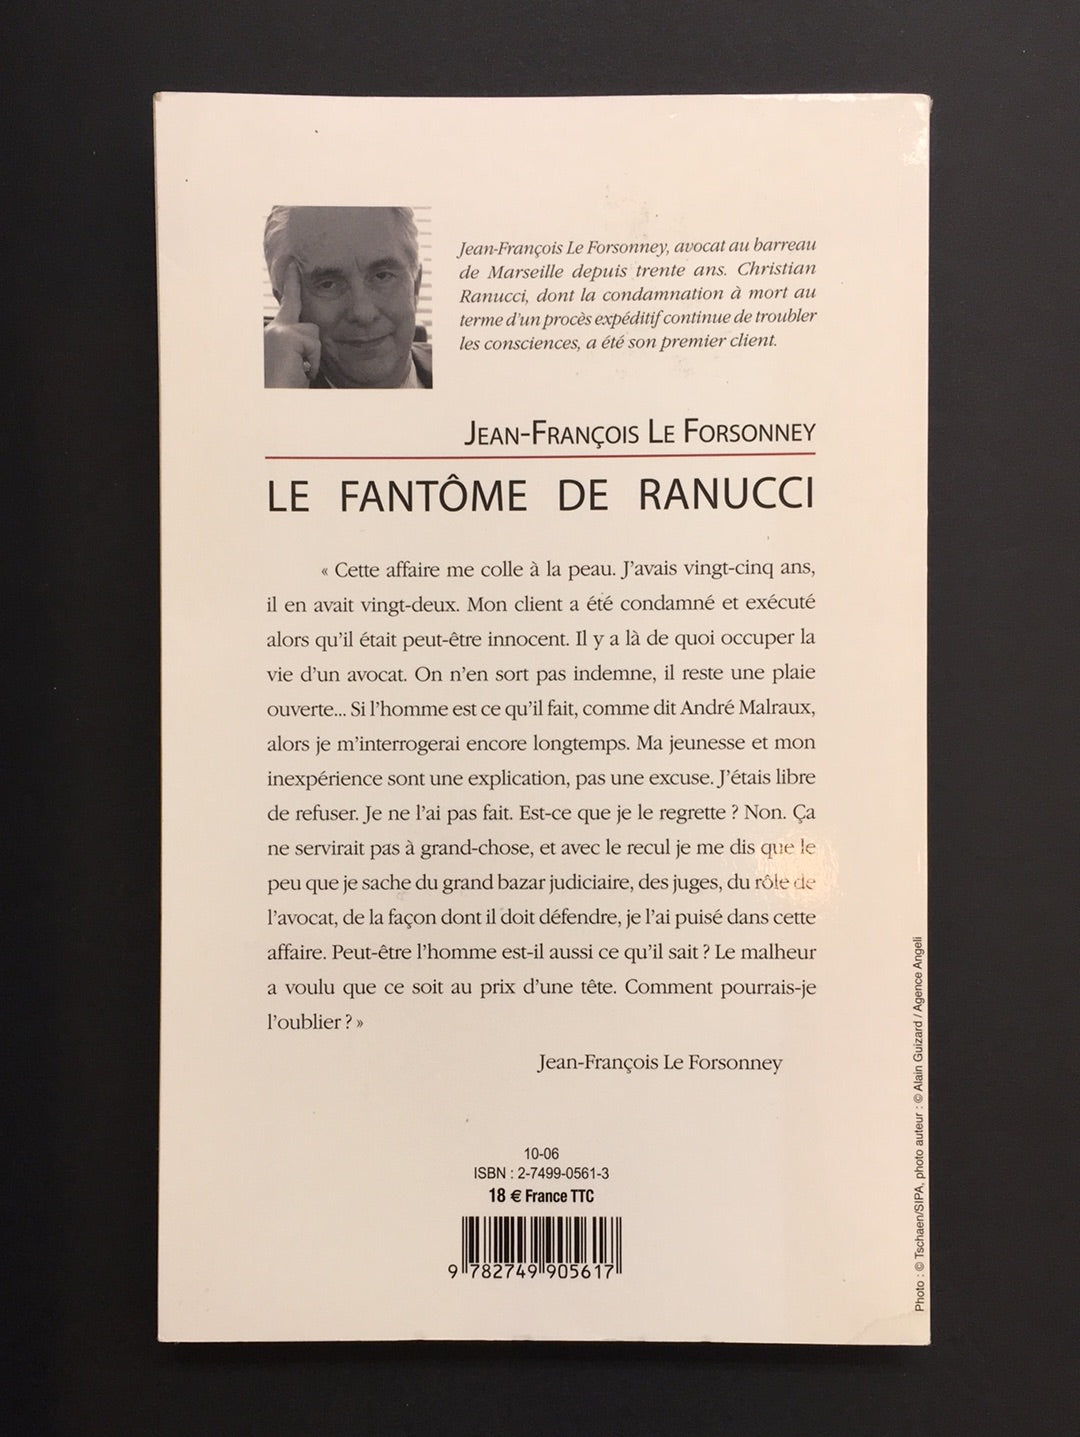 Jean-François Le Forsonney, avocat au barreau
de Marseille depuis trente ans. Christian
Ranucci, dont la condamnation à mort au
terme d'un procès expéditif continue de troubler
les consciences, a été son premier client.
JEAN-FRANÇOIS LE FORSONNEY
LE FANTÔME DE RANUCCI
« Cette affaire me colle à la peau. J'avais vingt-cinq ans,
il en avait vingt-deux. Mon client a été condamné et exécuté
alors qu'il était peut-être innocent. Il y a là de quoi occuper la
vie d'un avocat. On n'en sort pas indemne, il reste une plaie
ouverte... Si l'homme est ce qu'il fait, comme dit André Malraux,
alors je m'interrogerai encore longtemps. Ma jeunesse et mon
inexpérience sont une explication, pas une excuse. J'étais libre
de refuser. Je ne l'ai pas fait. Est-ce que je le regrette ? Non. Ça
ne servirait pas à grand-chose, et avec le recul je me dis que le
peu que je sache du grand bazar judiciaire, des juges, du rôle de
l'avocat, de la façon dont il doit défendre, je l'ai puisé dans cette
affaire. Peut-être l'homme est-il aussi ce qu'il sait ? Le malheur
a voulu que ce soit au prix d'une tête. Comment pourrais-je
l'oublier ? »
Jean-François Le Forsonney
10-06
ISBN : 2-7499-0561-3
18 € France TTC
9 782749 905617
Photo : © Tschaen/SIPA, photo auteur : © Alain Guizard / Agence Angeli